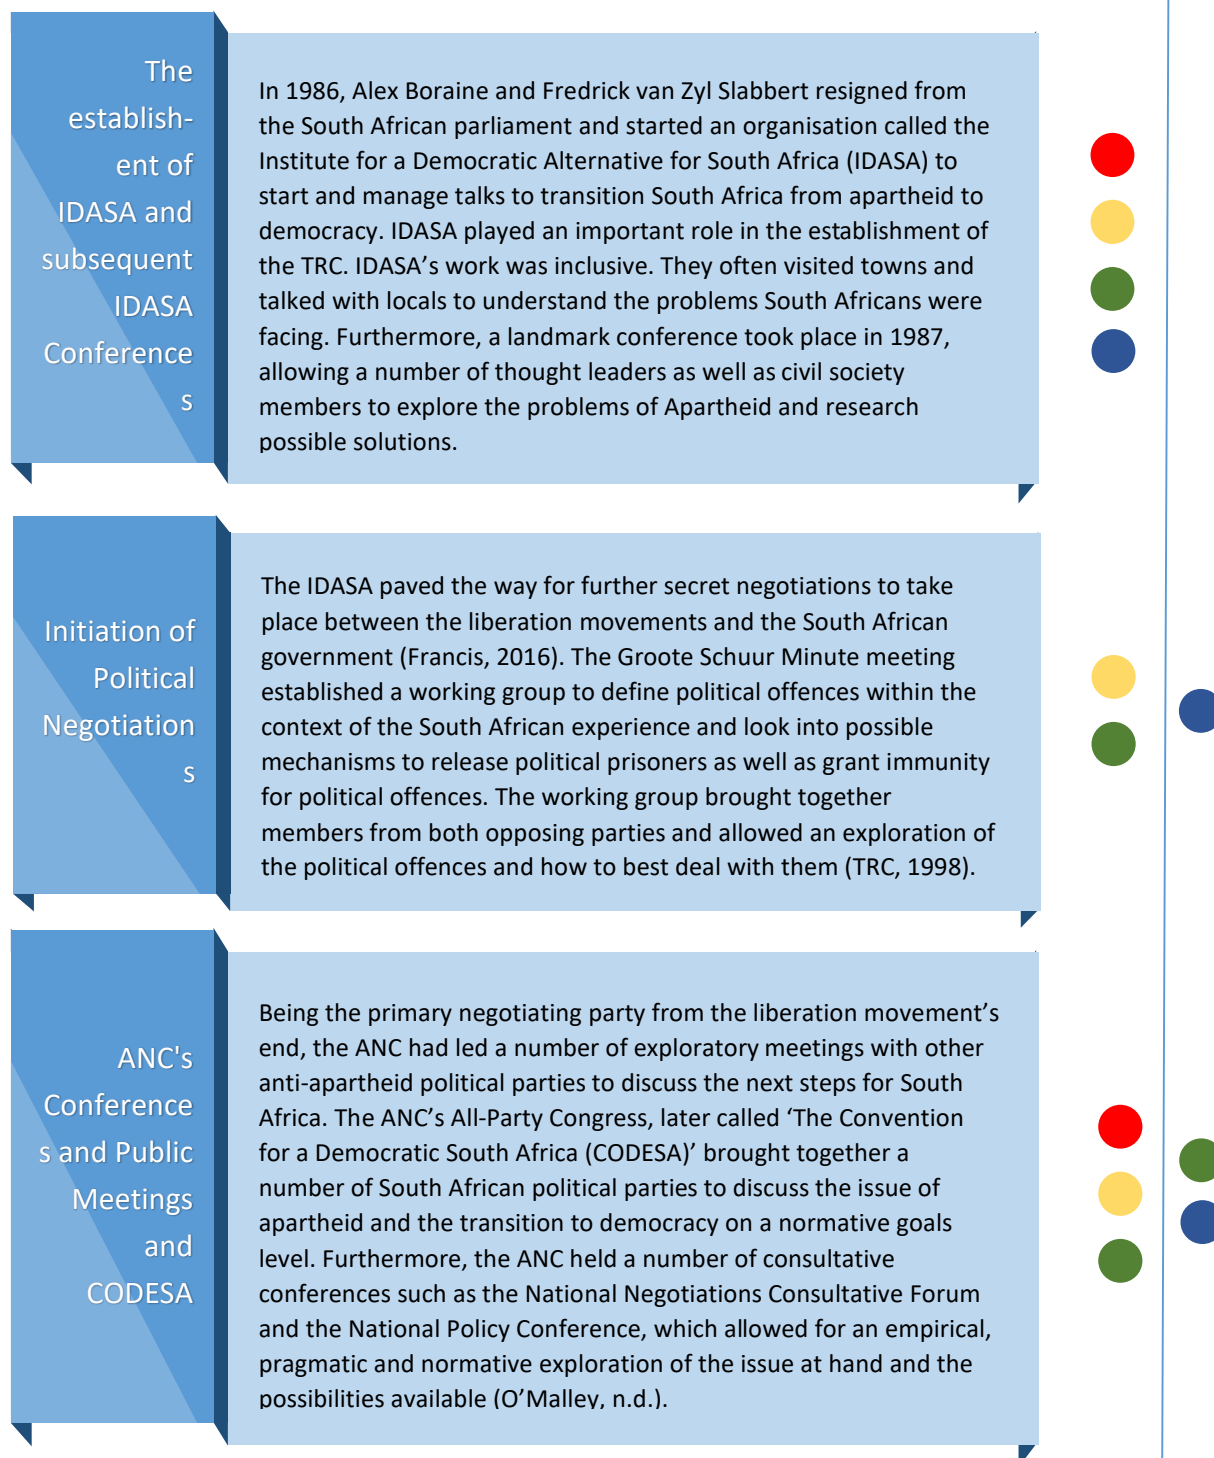 The
establish-
ent of
IDASA and
subsequent
IDASA
Conference
s
In 1986, Alex Boraine and Fredrick van Zyl Slabbert resigned from
the South African parliament and started an organisation called the
Institute for a Democratic Alternative for South Africa (IDASA) to
start and manage talks to transition South Africa from apartheid to
democracy. IDASA played an important role in the establishment of
the TRC. IDASA’s work was inclusive. They often visited towns and
talked with locals to understand the problems South Africans were
facing. Furthermore, a landmark conference took place in 1987,
allowing a number of thought leaders as well as civil society
members to explore the problems of Apartheid and research
possible solutions.
Initiation of
Political
Negotiation
s
The IDASA paved the way for further secret negotiations to take
place between the liberation movements and the South African
government (Francis, 2016). The Groote Schuur Minute meeting
established a working group to define political offences within the
context of the South African experience and look into possible
mechanisms to release political prisoners as well as grant immunity
for political offences. The working group brought together
members from both opposing parties and allowed an exploration of
the political offences and how to best deal with them (TRC, 1998).
ANC's
Conference
s and Public
Meetings
and
CODESA
Being the primary negotiating party from the liberation movement’s
end, the ANC had led a number of exploratory meetings with other
anti-apartheid political parties to discuss the next steps for South
Africa. The ANC’s All-Party Congress, later called ‘The Convention
for a Democratic South Africa (CODESA)’ brought together a
number of South African political parties to discuss the issue of
apartheid and the transition to democracy on a normative goals
level. Furthermore, the ANC held a number of consultative
conferences such as the National Negotiations Consultative Forum
and the National Policy Conference, which allowed for an empirical,
pragmatic and normative exploration of the issue at hand and the
possibilities available (O’Malley, n.d.).